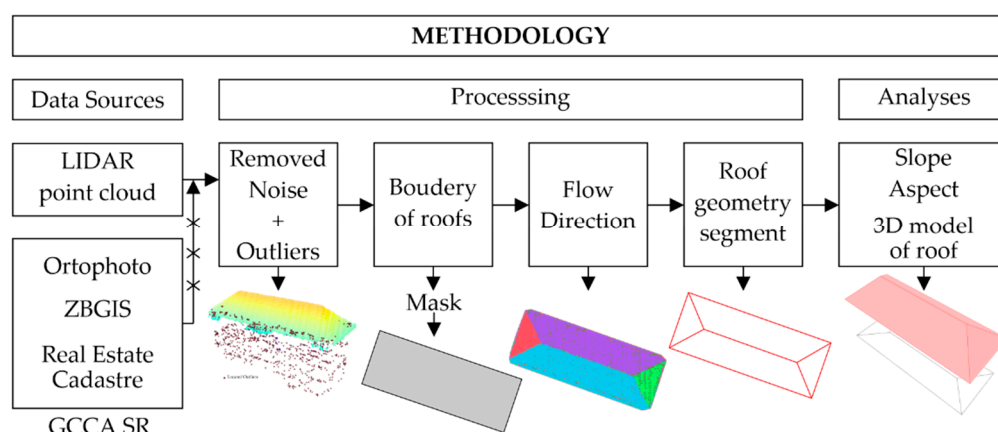 METHODOLOGY
Data Sources
Processsing
Analyses
LIDAR
point cloud
Ortophoto
ZBGIS
Real Estate
Cadastre
GCCA SR
Removed
Noise
+
Outliers
Boudery
of roofs
Mask
Flow
Direction
Roof
geometry
segment
Slope
Aspect
3D model
of roof